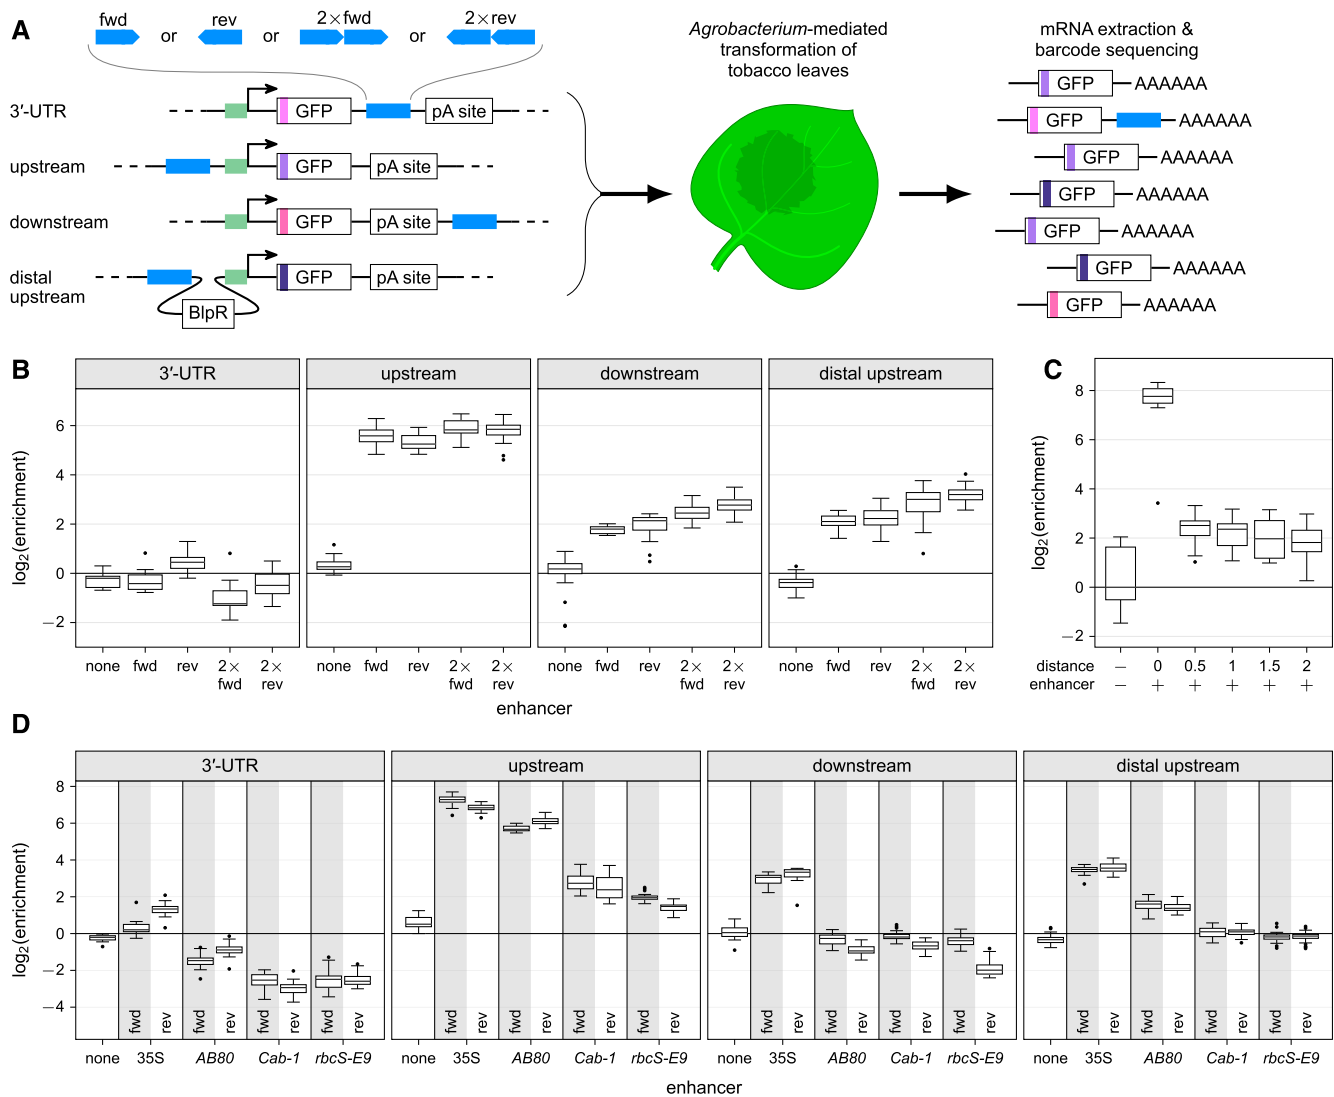 A
fwd or rev or 2×fwd or 2×rev
Agrobacterium-mediated
transformation of
tobacco leaves
mRNA extraction &
barcode sequencing
3′-UTR GFP pA site
upstream GFP pA site
downstream GFP pA site
distal
upstream GFP pA site
BlpR
GFP AAAAAA
GFP AAAAAA
GFP AAAAAA
GFP AAAAAA
GFP AAAAAA
GFP AAAAAA
GFP AAAAAA
B
3′-UTR upstream downstream distal upstream
log2(enrichment)
6
4
2
0
−2
none fwd rev 2× fwd 2× rev none fwd rev 2× fwd 2× rev none fwd rev 2× fwd 2× rev none fwd rev 2× fwd 2× rev
enhancer
C
log2(enrichment)
8
6
4
2
0
−2
distance − 0 0.5 1 1.5 2
enhancer − + + + + +
D
3′-UTR upstream downstream distal upstream
log2(enrichment)
8
6
4
2
0
−2
−4
fwd rev fwd rev fwd rev fwd rev fwd rev fwd rev fwd rev fwd rev fwd rev fwd rev fwd rev fwd rev fwd rev fwd rev fwd rev fwd rev
none 35S AB80 Cab-1 rbcS-E9 none 35S AB80 Cab-1 rbcS-E9 none 35S AB80 Cab-1 rbcS-E9 none 35S AB80 Cab-1 rbcS-E9
enhancer